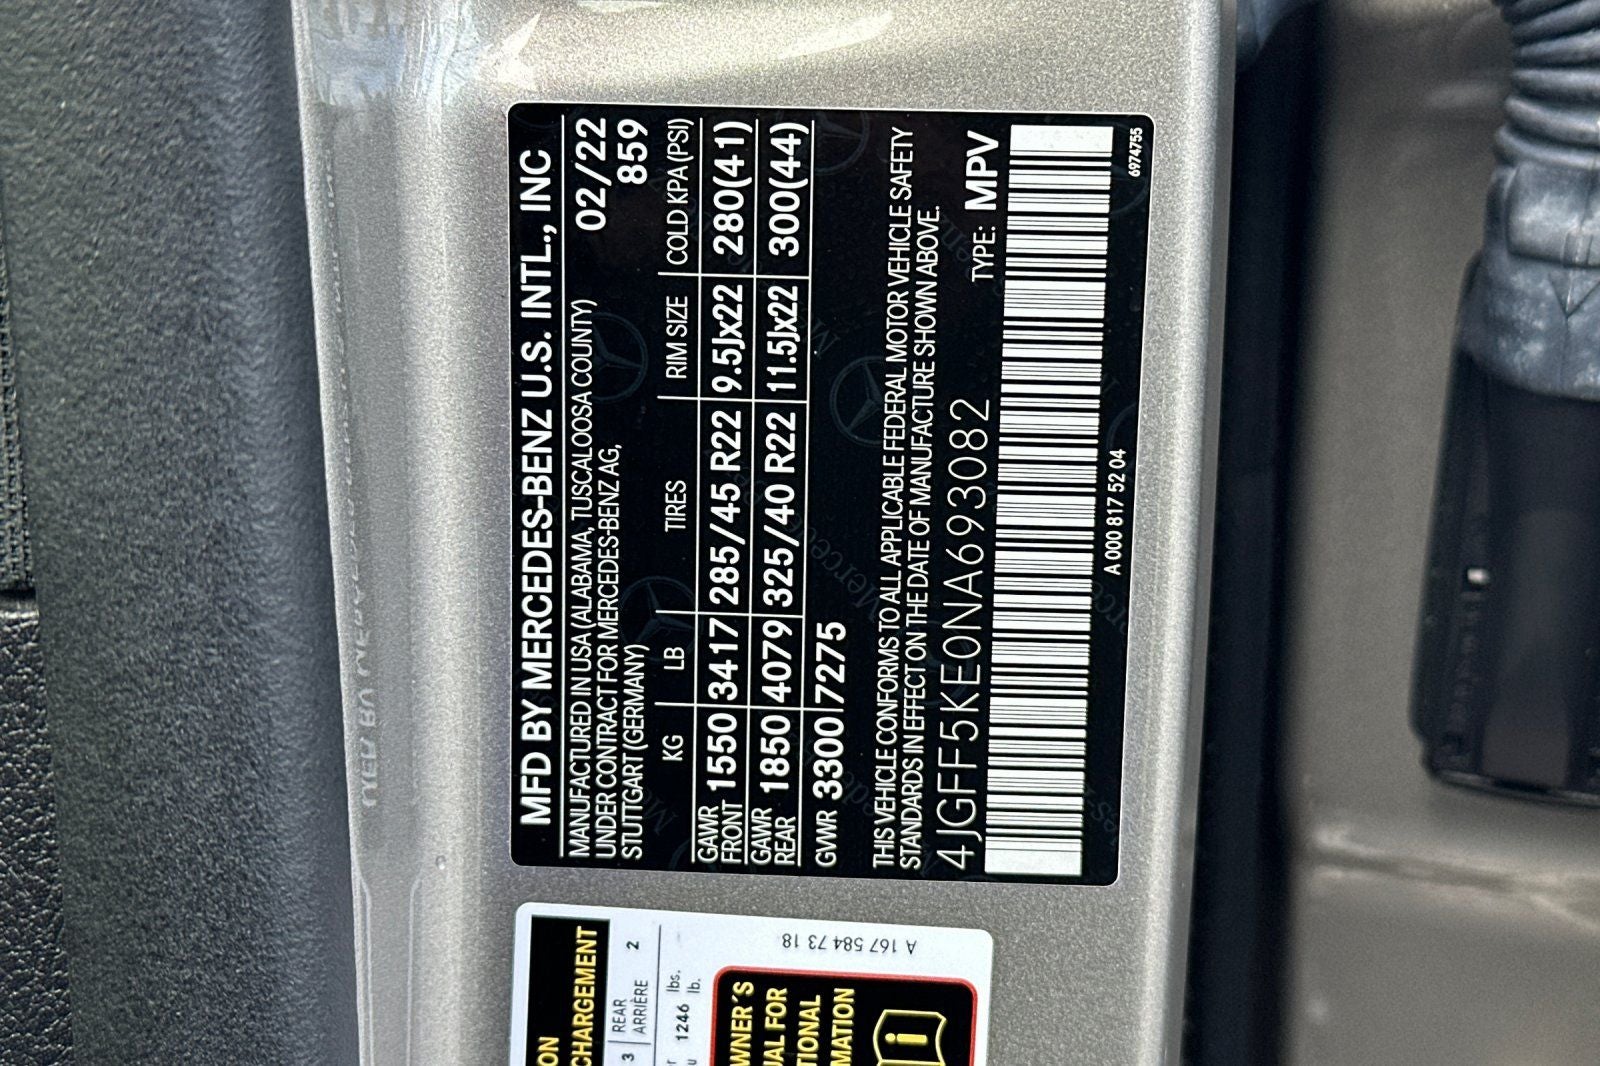 MFD BY MERCEDES-BENZ U.S. INTL., INC
MANUFACTURED IN USA (ALABAMA, TUSCALOOSA COUNTY) 02/22
UNDER CONTRACT FOR MERCEDES-BENZ AG,
STUTTGART (GERMANY) 859
KG LB TIRES RIM SIZE COLD KPA (PSI)
GAWR FRONT 1550 3417 285/45 R22 9.5Jx22 280(41)
GAWR REAR 1850 4079 325/40 R22 11.5Jx22 300(44)
GVWR 3300 7275
THIS VEHICLE CONFORMS TO ALL APPLICABLE FEDERAL MOTOR VEHICLE SAFETY
STANDARDS IN EFFECT ON THE DATE OF MANUFACTURE SHOWN ABOVE.
4JGFF5KE0NA693082 TYPE: MPV
A 000 817 52 04
6974755
CHARGEMENT
3 REAR 2
ARRIÈRE
1246 lbs.
lb.
A 167 584 73 18